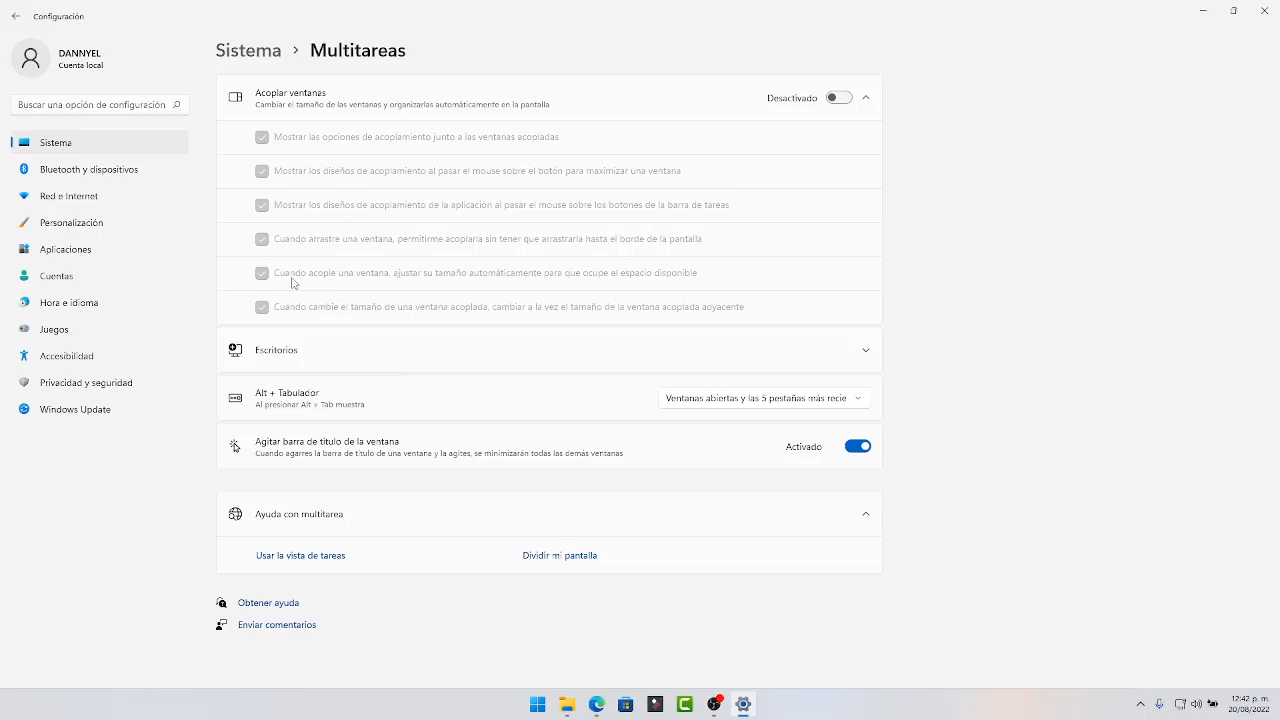 Configuración
DANNYEL
Cuenta local
Buscar una opción de configuración
Sistema
Bluetooth y dispositivos
Red e Internet
Personalización
Aplicaciones
Cuentas
Hora e idioma
Juegos
Accesibilidad
Privacidad y seguridad
Windows Update
Sistema > Multitareas
Acoplar ventanas
Cambiar el tamaño de las ventanas y organizarlas automáticamente en la pantalla
Desactivado
Mostrar las opciones de acoplamiento junto a las ventanas acopladas
Mostrar los diseños de acoplamiento al pasar el mouse sobre el botón para maximizar una ventana
Mostrar los diseños de acoplamiento de la aplicación al pasar el mouse sobre los botones de la barra de tareas
Cuando arrastre una ventana, permitirme acoplarla sin tener que arrastrarla hasta el borde de la pantalla
Cuando acople una ventana, ajustar su tamaño automáticamente para que ocupe el espacio disponible
Cuando cambie el tamaño de una ventana acoplada, cambiar a la vez el tamaño de la ventana acoplada adyacente
Escritorios
Alt + Tabulador
Al presionar Alt + Tab muestra
Ventanas abiertas y las 5 pestañas más recie
Agitar barra de título de la ventana
Cuando agarres la barra de título de una ventana y la agites, se minimizarán todas las demás ventanas
Activado
Ayuda con multitarea
Usar la vista de tareas
Dividir mi pantalla
Obtener ayuda
Enviar comentarios
12:42 p. m.
20/08/2022